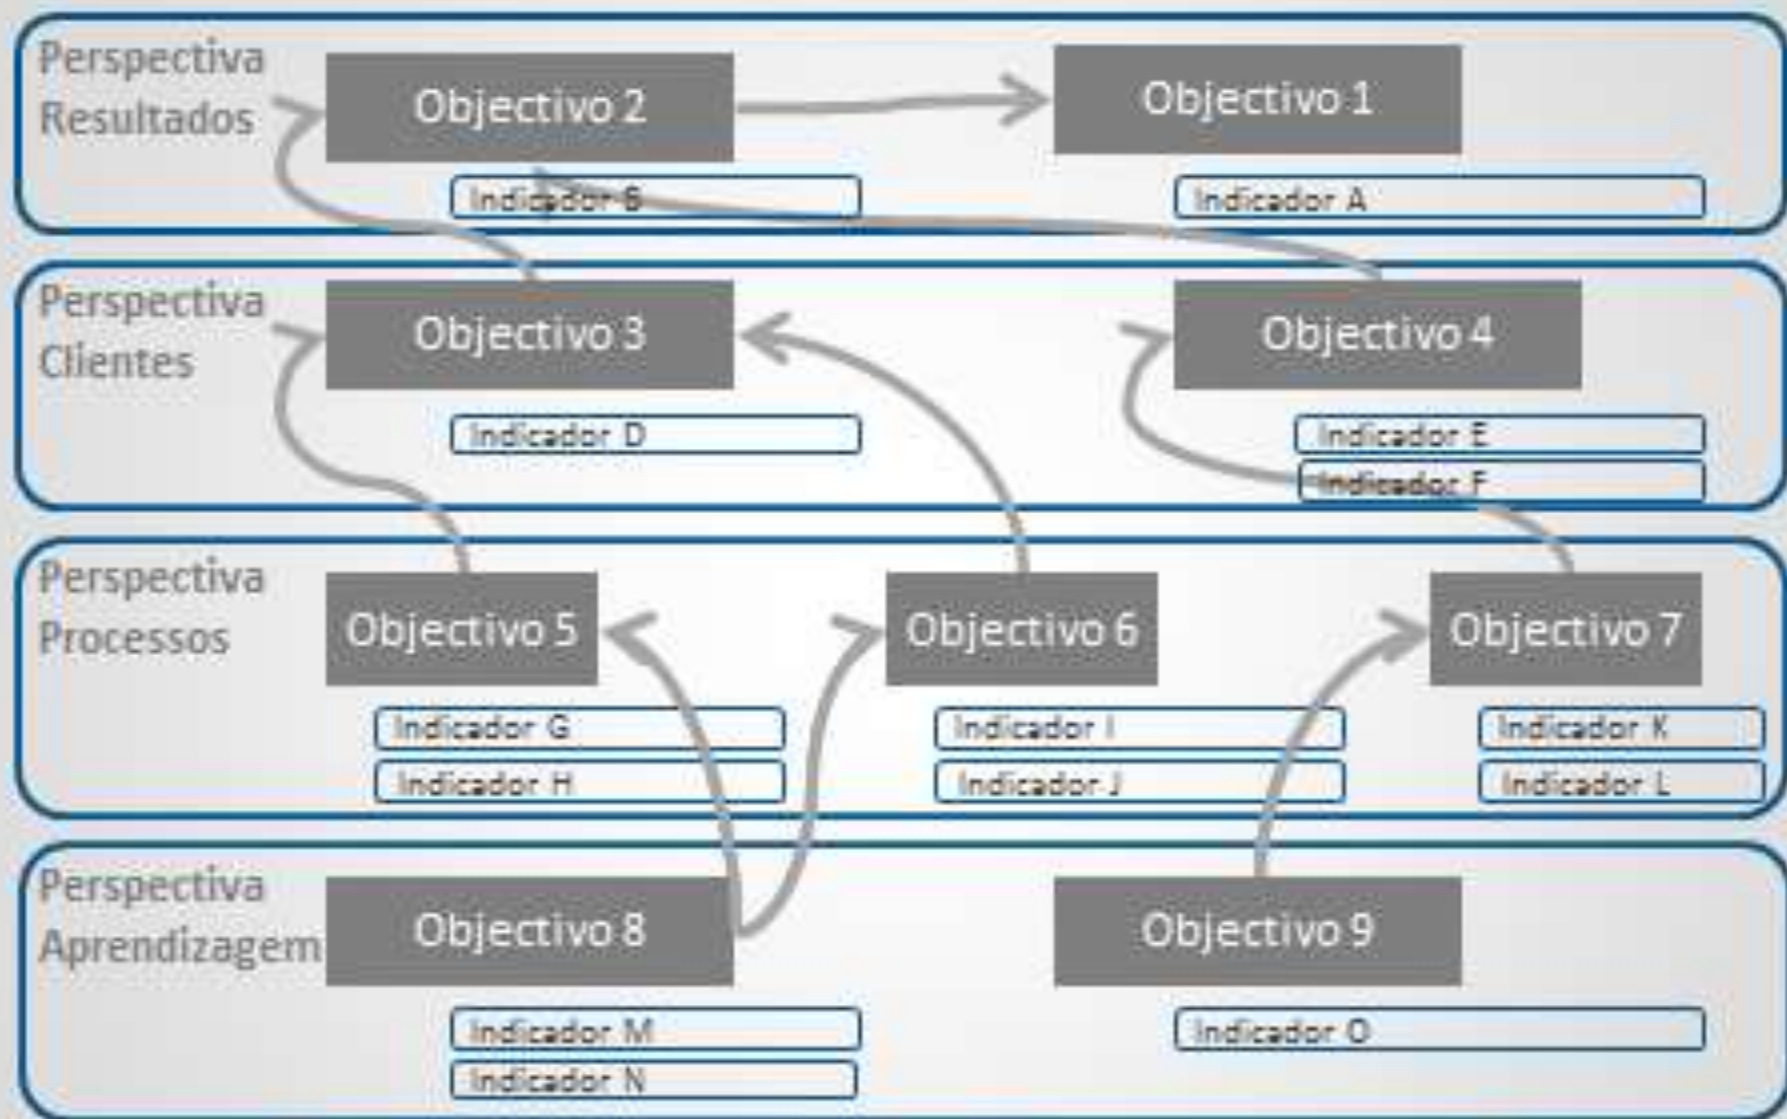 Perspectiva
Resultados
Objectivo 2
Objectivo 1
Indicador B
Indicador A
Perspectiva
Clientes
Objectivo 3
Objectivo 4
Indicador D
Indicador E
Indicador F
Perspectiva
Processos
Objectivo 5
Objectivo 6
Objectivo 7
Indicador G
Indicador I
Indicador K
Indicador H
Indicador J
Indicador L
Perspectiva
Aprendizagem
Objectivo 8
Objectivo 9
Indicador M
Indicador O
Indicador N